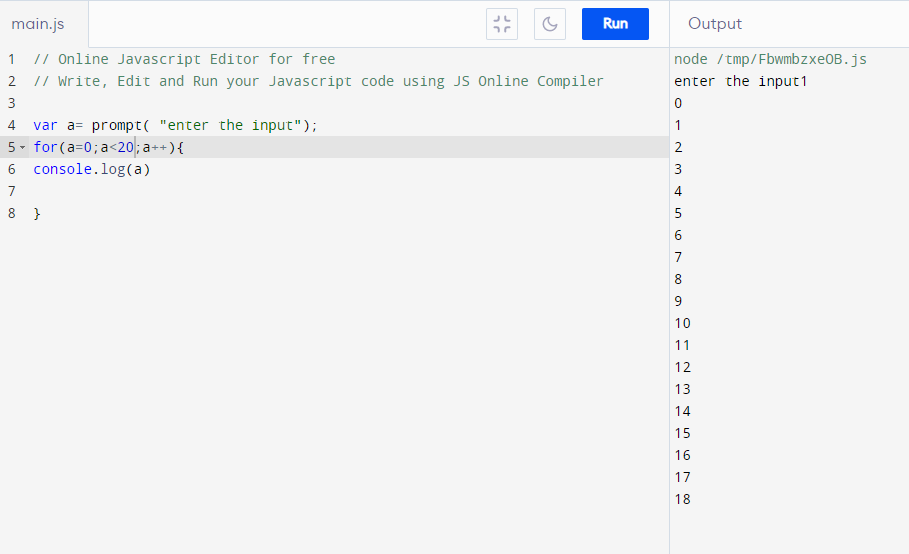 main.js
Run
Output
1 // Online Javascript Editor for free
2 // Write, Edit and Run your Javascript code using JS Online Compiler
3
4 var a= prompt( "enter the input");
5 for(a=0;a<20;a++){
6 console.log(a)
7
8 }
node /tmp/FbwmbzxeOB.js
enter the input1
0
1
2
3
4
5
6
7
8
9
10
11
12
13
14
15
16
17
18